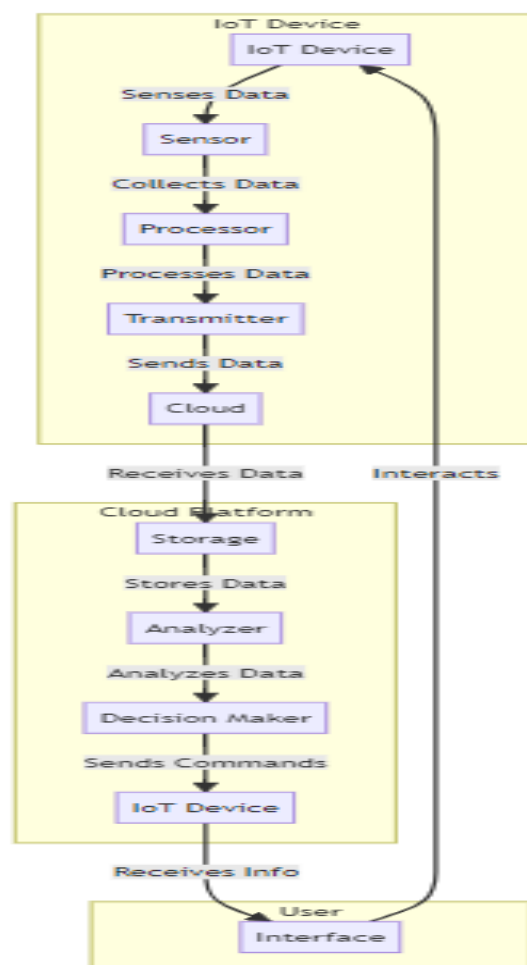 IoT Device
IoT Device
Senses Data
Sensor
Collects Data
Processor
Processes Data
Transmitter
Sends Data
Cloud
Receives Data
Interacts
Cloud Platform
Storage
Stores Data
Analyzer
Analyzes Data
Decision Maker
Sends Commands
IoT Device
Receives Info
User
Interface